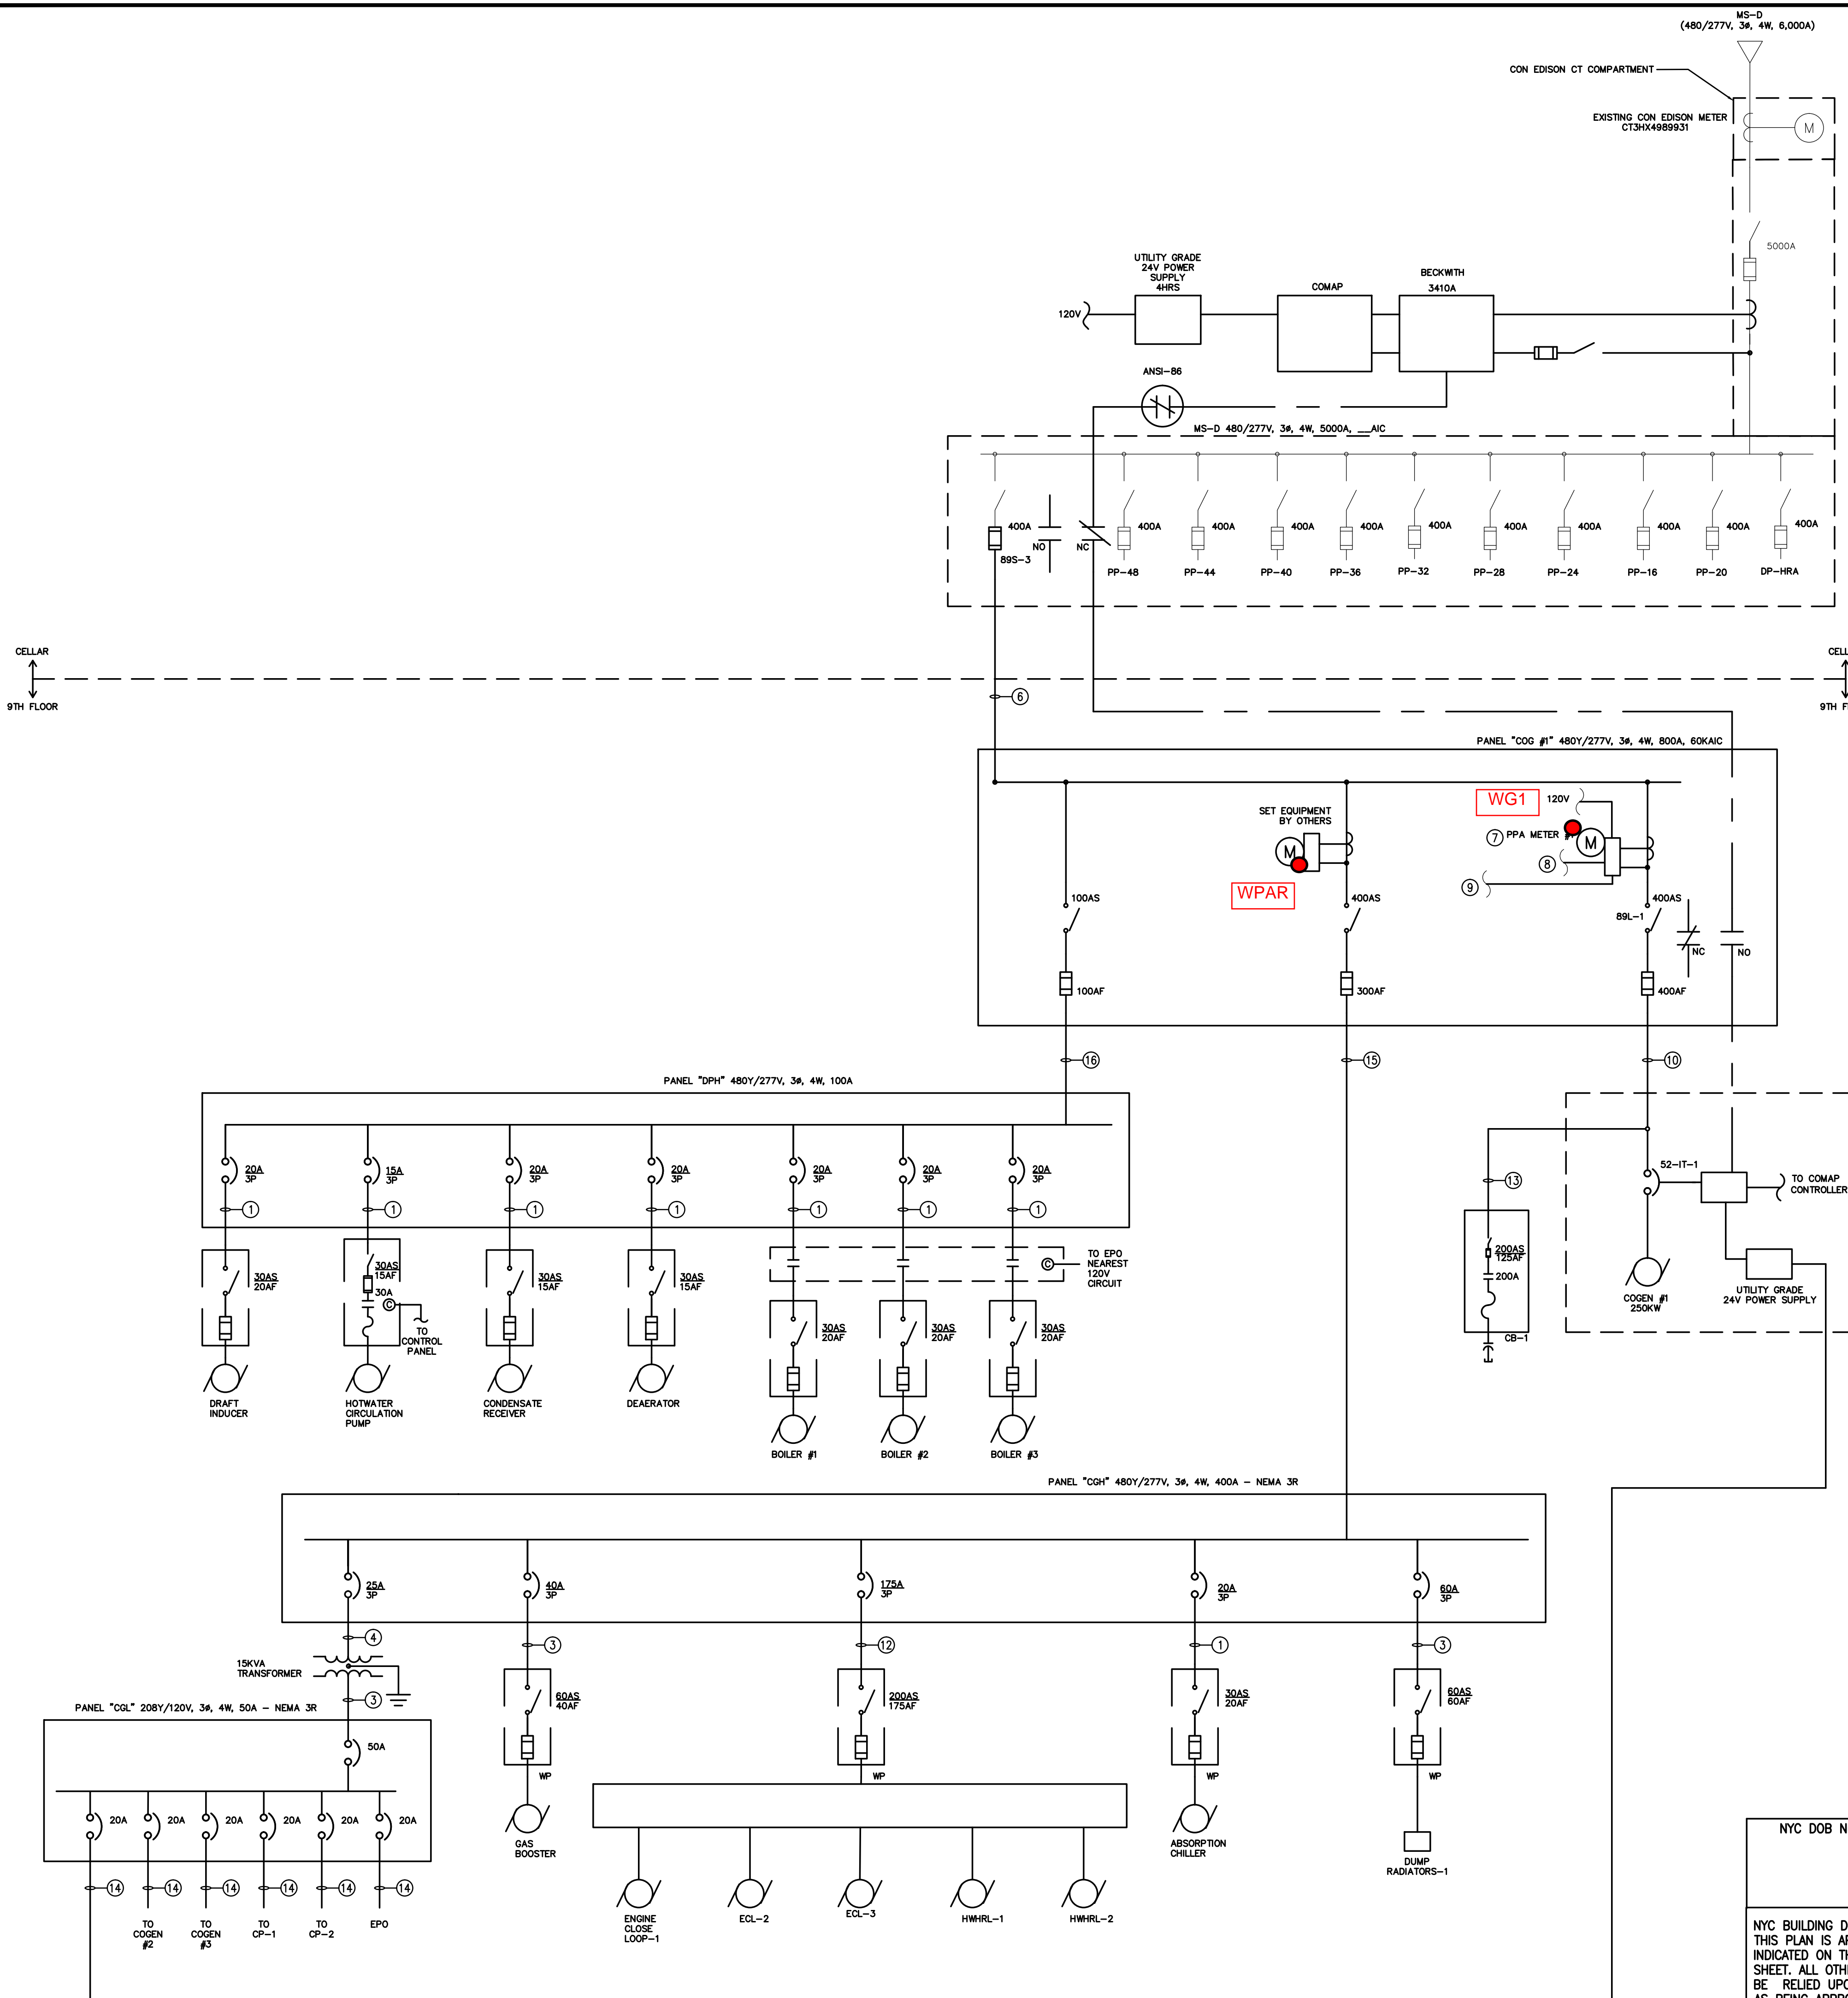 MS-D
(480/277V, 3ø, 4W, 6,000A)
CON EDISON CT COMPARTMENT
EXISTING CON EDISON METER
CT3HX4989931
M
5000A
UTILITY GRADE
24V POWER
SUPPLY
4HRS
COMAP
BECKWITH
3410A
120V
ANSI-86
MS-D 480/277V, 3ø, 4W, 5000A, __AIC
400A
NO
89S-3
NC
400A
400A
400A
400A
400A
400A
400A
400A
400A
400A
PP-48
PP-44
PP-40
PP-36
PP-32
PP-28
PP-24
PP-16
PP-20
DP-HRA
CELLAR
9TH FLOOR
CELL
9TH F
6
PANEL "COG #1" 480Y/277V, 3ø, 4W, 800A, 60KAIC
SET EQUIPMENT
BY OTHERS
M
WPAR
WG1
120V
7 PPA METER
M
8
9
100AS
400AS
400AS
89L-1
NC
NO
100AF
300AF
400AF
16
15
10
PANEL "DPH" 480Y/277V, 3ø, 4W, 100A
20A
3P
15A
3P
20A
3P
20A
3P
20A
3P
20A
3P
20A
3P
1
1
1
1
1
1
1
30AS
20AF
30AS
15AF
30A
C
TO
CONTROL
PANEL
30AS
15AF
30AS
15AF
TO EPO
NEAREST
120V
CIRCUIT
C
30AS
20AF
30AS
20AF
30AS
20AF
DRAFT
INDUCER
HOTWATER
CIRCULATION
PUMP
CONDENSATE
RECEIVER
DEAERATOR
BOILER #1
BOILER #2
BOILER #3
13
200AS
125AF
200A
CB-1
52-IT-1
TO COMAP
CONTROLLER
COGEN #1
250KW
UTILITY GRADE
24V POWER SUPPLY
PANEL "CGH" 480Y/277V, 3ø, 4W, 400A - NEMA 3R
25A
3P
40A
3P
175A
3P
20A
3P
60A
3P
4
3
12
1
3
15KVA
TRANSFORMER
3
PANEL "CGL" 208Y/120V, 3ø, 4W, 50A - NEMA 3R
50A
20A
20A
20A
20A
20A
20A
14
14
14
14
14
14
TO
COGEN
#2
TO
COGEN
#3
TO
CP-1
TO
CP-2
EPO
60AS
40AF
WP
GAS
BOOSTER
200AS
175AF
WP
30AS
20AF
WP
ABSORPTION
CHILLER
60AS
60AF
WP
DUMP
RADIATORS-1
ENGINE
CLOSE
LOOP-1
ECL-2
ECL-3
HWHRL-1
HWHRL-2
NYC DOB N
NYC BUILDING D
THIS PLAN IS
INDICATED ON
SHEET. ALL
BE RELIED